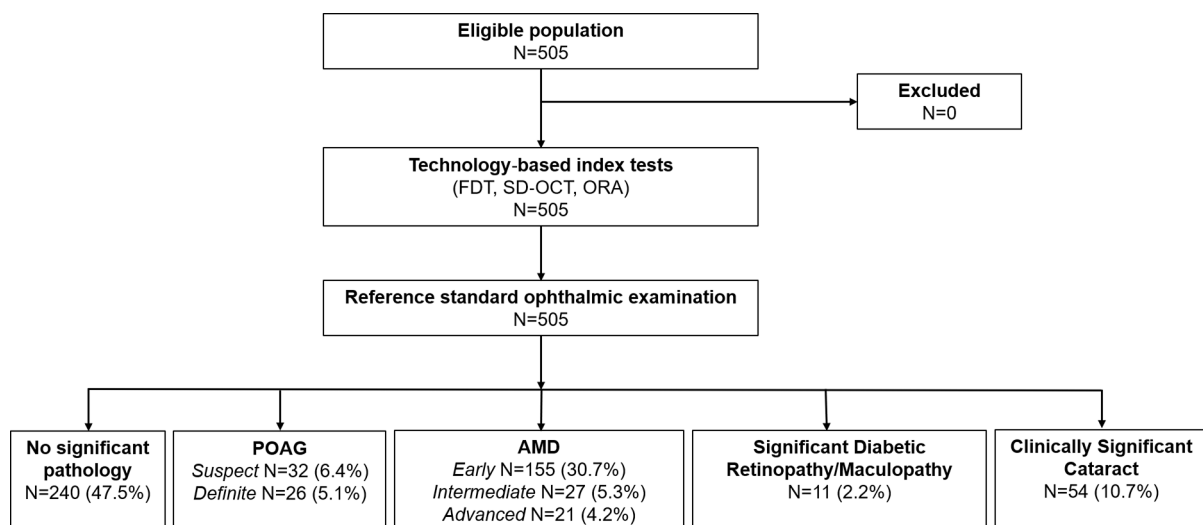 Eligible population
N=505
Excluded
N=0
Technology-based index tests
(FDT, SD-OCT, ORA)
N=505
Reference standard ophthalmic examination
N=505
No significant
pathology
N=240 (47.5%)
POAG
Suspect N=32 (6.4%)
Definite N=26 (5.1%)
AMD
Early N=155 (30.7%)
Intermediate N=27 (5.3%)
Advanced N=21 (4.2%)
Significant Diabetic
Retinopathy/Maculopathy
N=11 (2.2%)
Clinically Significant
Cataract
N=54 (10.7%)